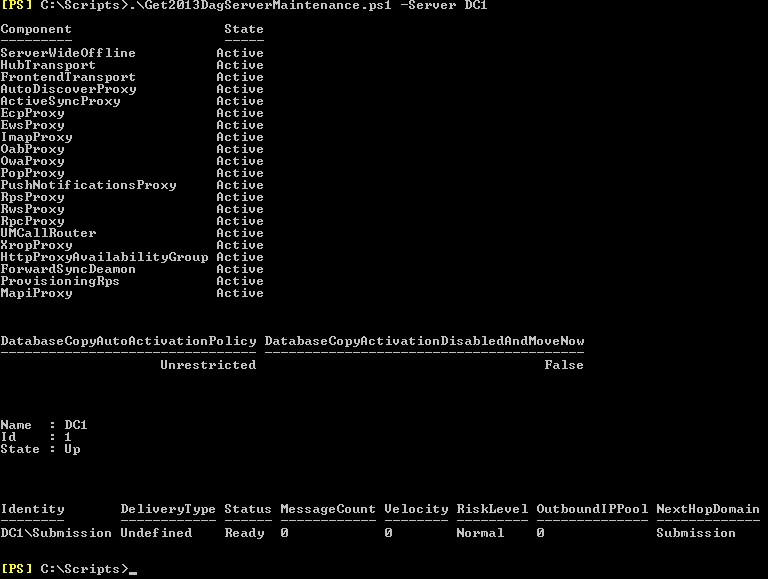 [PS] C:\Scripts>.\Get2013DagServerMaintenance.ps1 -Server DC1
Component State
--------- -----
ServerWideOffline Active
HubTransport Active
FrontendTransport Active
AutoDiscoverProxy Active
ActiveSyncProxy Active
EcpProxy Active
EwsProxy Active
ImapProxy Active
OabProxy Active
OwaProxy Active
PopProxy Active
PushNotificationsProxy Active
RpsProxy Active
RwsProxy Active
RpcProxy Active
UMCallRouter Active
XropProxy Active
HttpProxyAvailabilityGroup Active
ForwardSyncDeamon Active
ProvisioningRps Active
MapiProxy Active
DatabaseCopyAutoActivationPolicy DatabaseCopyActivationDisabledAndMoveNow
-------------------------------- ----------------------------------------
Unrestricted False
Name : DC1
Id : 1
State : Up
Identity DeliveryType Status MessageCount Velocity RiskLevel OutboundIPPool NextHopDomain
-------- ------------ ------ ------------ -------- --------- -------------- -------------
DC1\Submission Undefined Ready 0 0 Normal 0 Submission
[PS] C:\Scripts>_